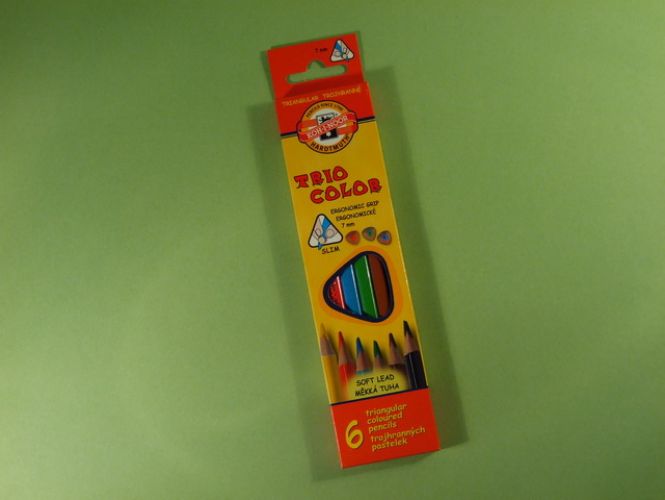 7 mm
TRIANGULAR TROJHRANNÉ
KOH-I-NOOR
HARDTMUTH
TRIO
COLOR
ERGONOMIC GRIP
ERGONOMICKÉ
7 mm
SLIM
SOFT LEAD
MĚKKÁ TUHA
6
triangular
coloured
pencils
trojhranných
pastelek